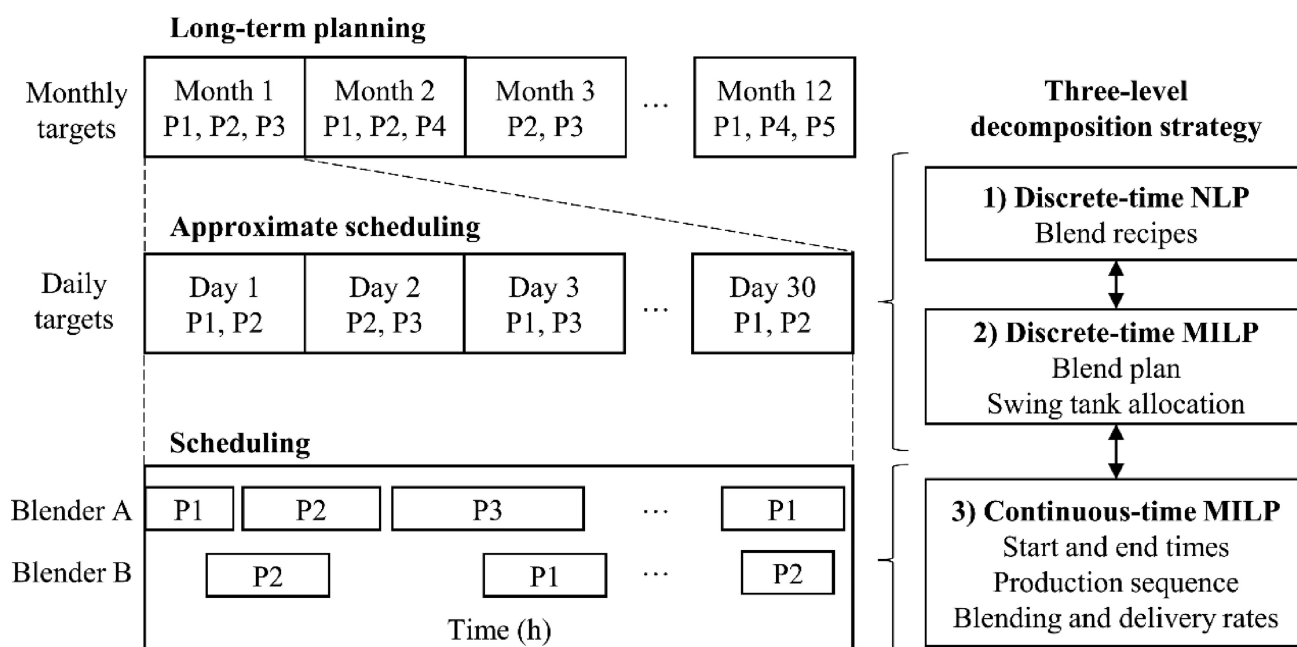 Long-term planning
Monthly
targets
Month 1
P1, P2, P3
Month 2
P1, P2, P4
Month 3
P2, P3
...
Month 12
P1, P4, P5
Approximate scheduling
Daily
targets
Day 1
P1, P2
Day 2
P2, P3
Day 3
P1, P3
...
Day 30
P1, P2
Scheduling
Blender A
P1
P2
P3
...
P1
Blender B
P2
P1
...
P2
Time (h)
Three-level
decomposition strategy
1) Discrete-time NLP
Blend recipes
2) Discrete-time MILP
Blend plan
Swing tank allocation
3) Continuous-time MILP
Start and end times
Production sequence
Blending and delivery rates